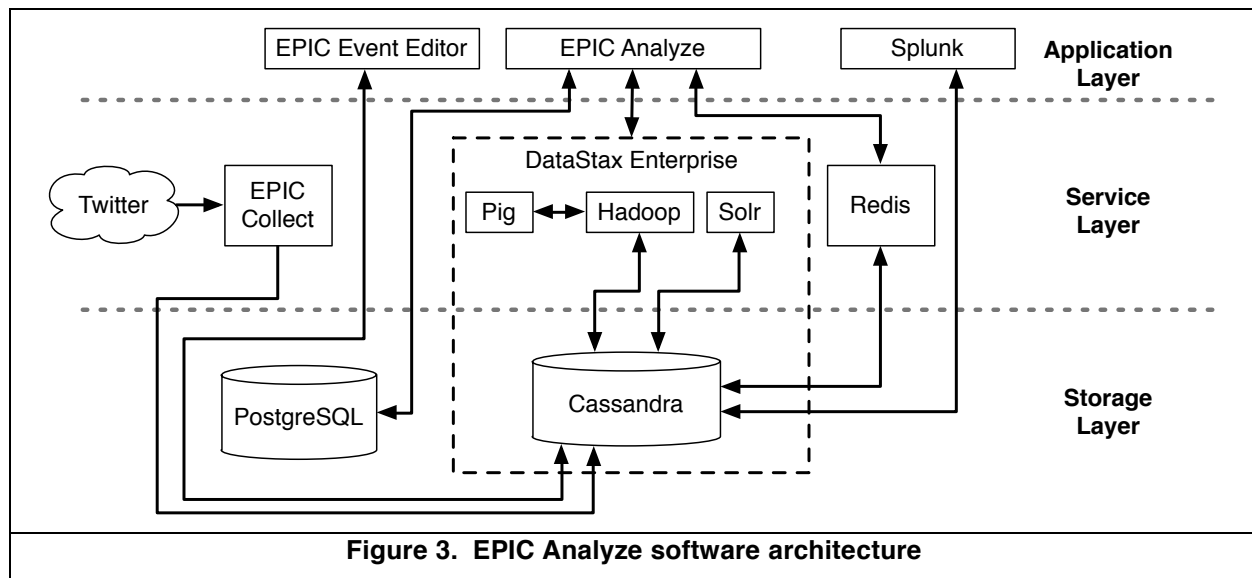 EPIC Event Editor
EPIC Analyze
Splunk
Application
Layer
DataStax Enterprise
Twitter
EPIC
Collect
Pig
Hadoop
Solr
Redis
Service
Layer
PostgreSQL
Cassandra
Storage
Layer
Figure 3. EPIC Analyze software architecture